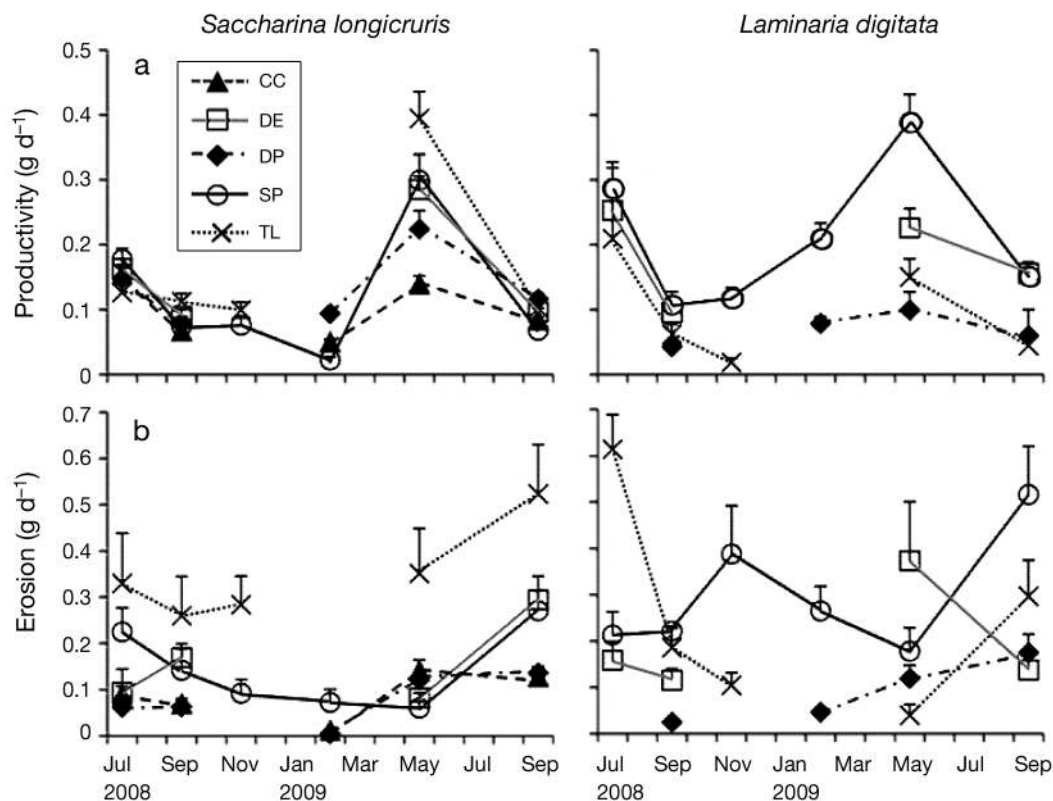 Saccharina longicruris
Laminaria digitata
a
CC
DE
DP
SP
TL
Productivity (g d⁻¹)
0.5
0.4
0.3
0.2
0.1
0
b
Erosion (g d⁻¹)
0.7
0.6
0.5
0.4
0.3
0.2
0.1
0
Jul Sep Nov Jan Mar May Jul Sep
2008 2009
Jul Sep Nov Jan Mar May Jul Sep
2008 2009